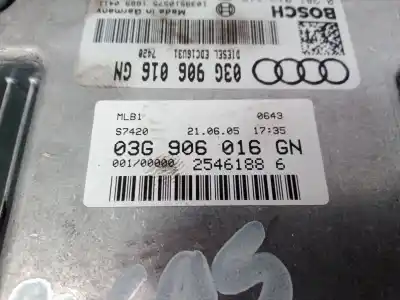 BOSCH
Made in Germany
DIESEL EDC16U31 7420
03G 906 016 GN
MLB1 0643
S7420 21.06.05 17:35
03G 906 016 GN
001/00000 2546188 6